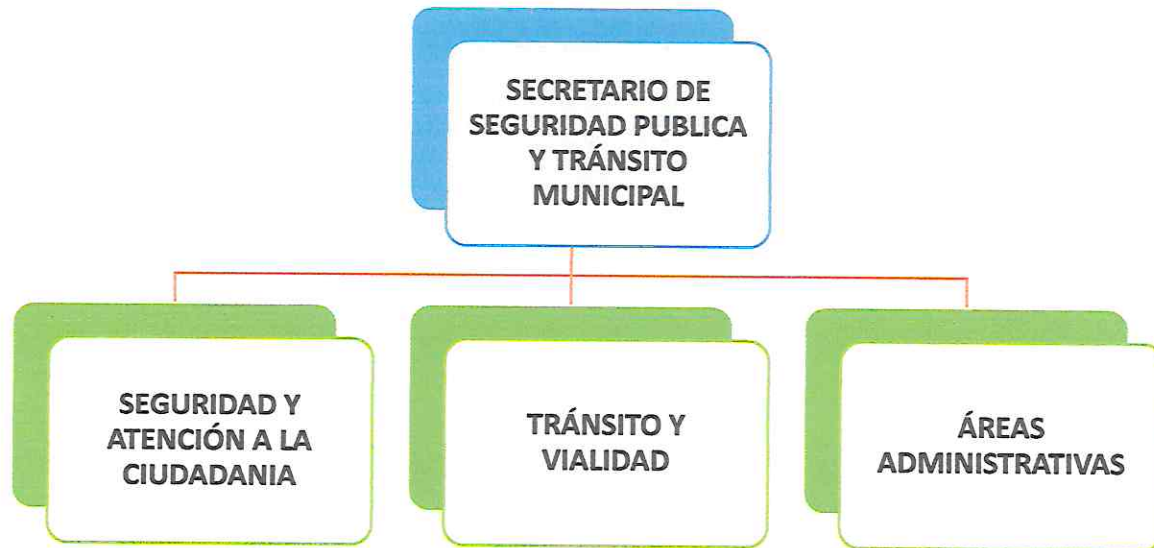 SECRETARIO DE
SEGURIDAD PUBLICA
Y TRÁNSITO
MUNICIPAL
SEGURIDAD Y
ATENCIÓN A LA
CIUDADANIA
TRÁNSITO Y
VIALIDAD
ÁREAS
ADMINISTRATIVAS